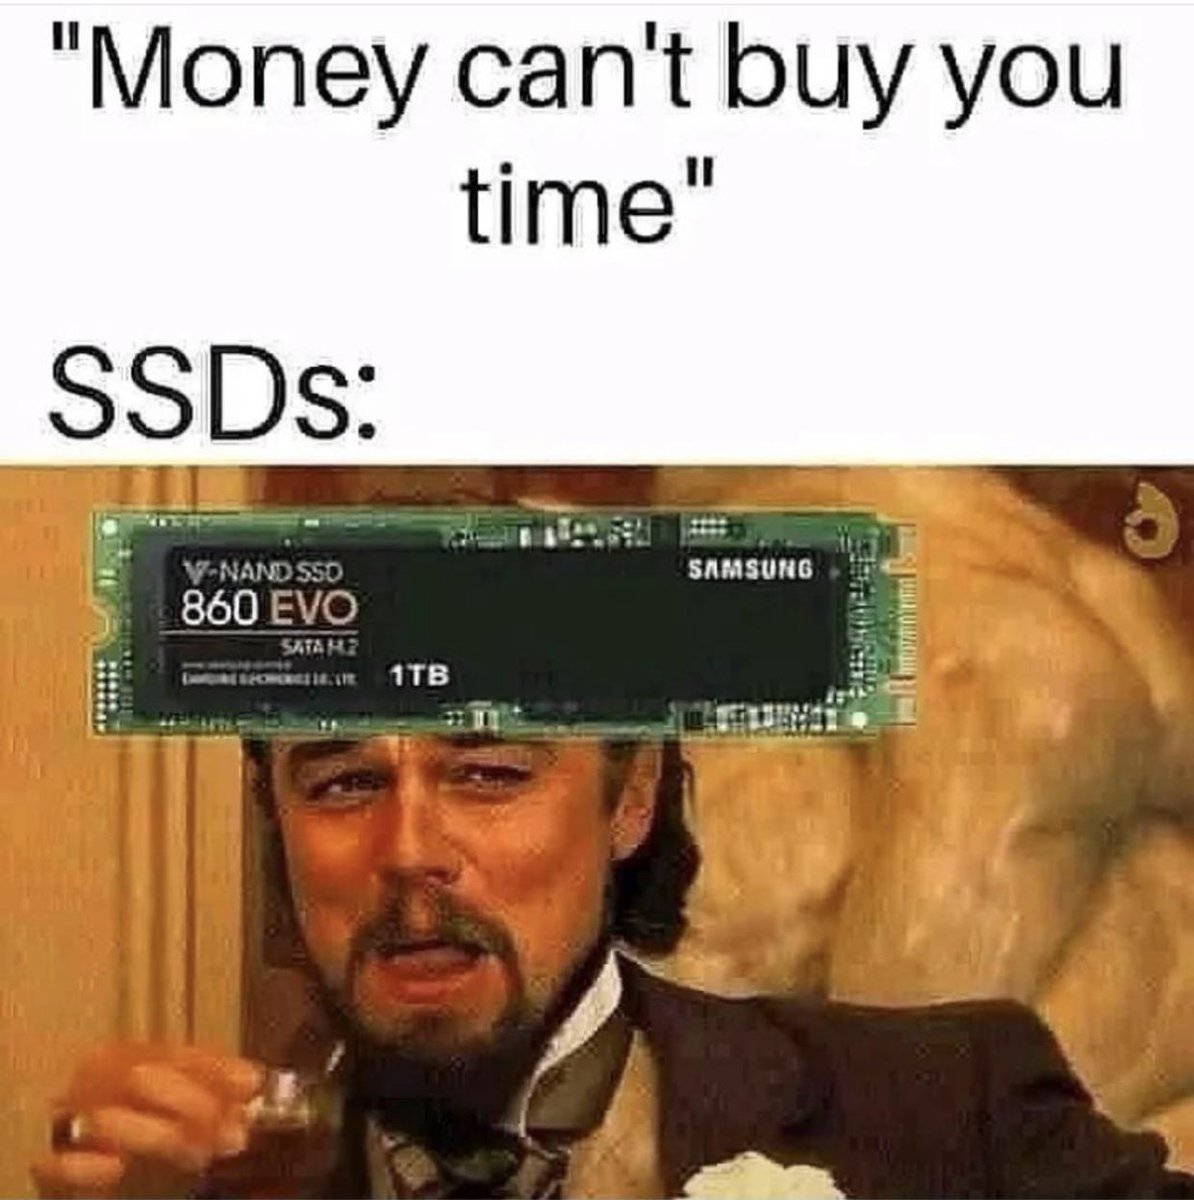 "Money can't buy you
time"
SSDs:
V-NAND SSD
860 EVO
SATA M.2
SAMSUNG
1TB